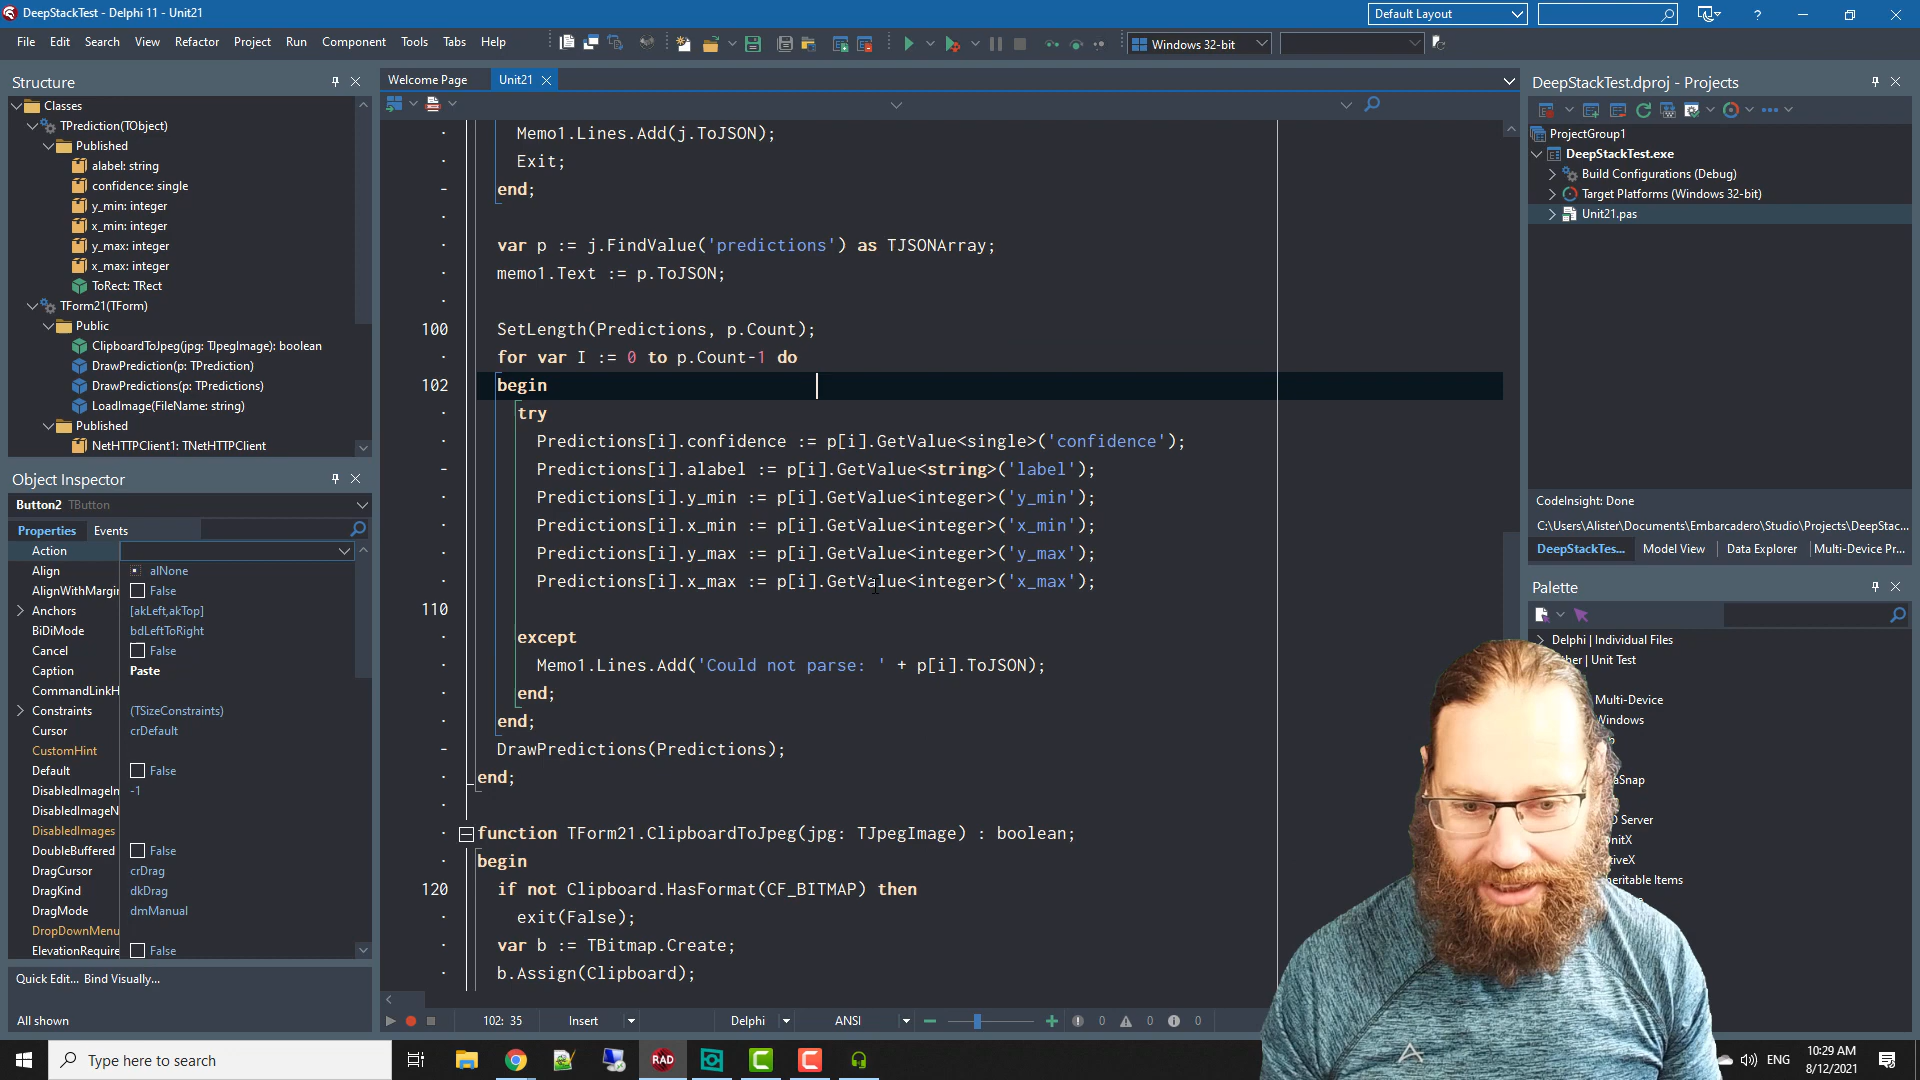 DeepStackTest - Delphi 11 - Unit21
Default Layout
File Edit Search View Refactor Project Run Component Tools Tabs Help
Windows 32-bit
Structure
Classes
TPrediction(TObject)
Published
alabel: string
confidence: single
y_min: integer
x_min: integer
y_max: integer
x_max: integer
ToRect: TRect
TForm21(TForm)
Public
ClipboardToJpeg(jpg: TJpegImage): boolean
DrawPrediction(p: TPrediction)
DrawPredictions(p: TPredictions)
LoadImage(FileName: string)
Published
NetHTTPClient1: TNetHTTPClient
Object Inspector
Button2 TButton
Properties Events
Action
Align alNone
AlignWithMargin False
Anchors [akLeft,akTop]
BiDiMode bdLeftToRight
Cancel False
Caption Paste
CommandLinkH
Constraints (TSizeConstraints)
Cursor crDefault
CustomHint
Default False
DisabledImageIn -1
DisabledImageN
DisabledImages
DoubleBuffered False
DragCursor crDrag
DragKind dkDrag
DragMode dmManual
DropDownMenu
ElevationRequire False
Quick Edit... Bind Visually...
All shown
Welcome Page Unit21
Memo1.Lines.Add(j.ToJSON);
Exit;
end;
var p := j.FindValue('predictions') as TJSONArray;
memo1.Text := p.ToJSON;
100 SetLength(Predictions, p.Count);
for var I := 0 to p.Count-1 do
102 begin
try
Predictions[i].confidence := p[i].GetValue<single>('confidence');
Predictions[i].alabel := p[i].GetValue<string>('label');
Predictions[i].y_min := p[i].GetValue<integer>('y_min');
Predictions[i].x_min := p[i].GetValue<integer>('x_min');
Predictions[i].y_max := p[i].GetValue<integer>('y_max');
Predictions[i].x_max := p[i].GetValue<integer>('x_max');
110
except
Memo1.Lines.Add('Could not parse: ' + p[i].ToJSON);
end;
end;
DrawPredictions(Predictions);
end;
function TForm21.ClipboardToJpeg(jpg: TJpegImage) : boolean;
begin
120 if not Clipboard.HasFormat(CF_BITMAP) then
exit(False);
var b := TBitmap.Create;
b.Assign(Clipboard);
102: 35 Insert Delphi ANSI 0 0 0
DeepStackTest.dproj - Projects
ProjectGroup1
DeepStackTest.exe
Build Configurations (Debug)
Target Platforms (Windows 32-bit)
Unit21.pas
CodeInsight: Done
C:\Users\Alister\Documents\Embarcadero\Studio\Projects\DeepStac...
DeepStackTes... Model View Data Explorer Multi-Device Pr...
Palette
Delphi | Individual Files
her | Unit Test
Multi-Device
Windows
b
taSnap
D Server
UnitX
tiveX
heritable Items
Type here to search
RAD
ENG
10:29 AM
8/12/2021